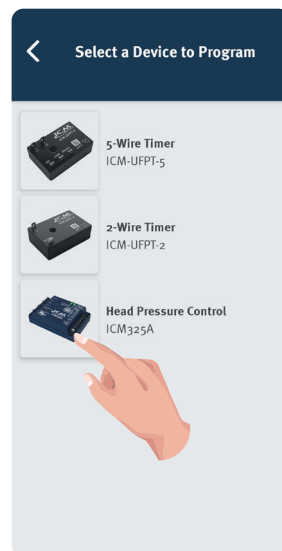 Select a Device to Program
5-Wire Timer
ICM-UFPT-5
2-Wire Timer
ICM-UFPT-2
Head Pressure Control
ICM325A